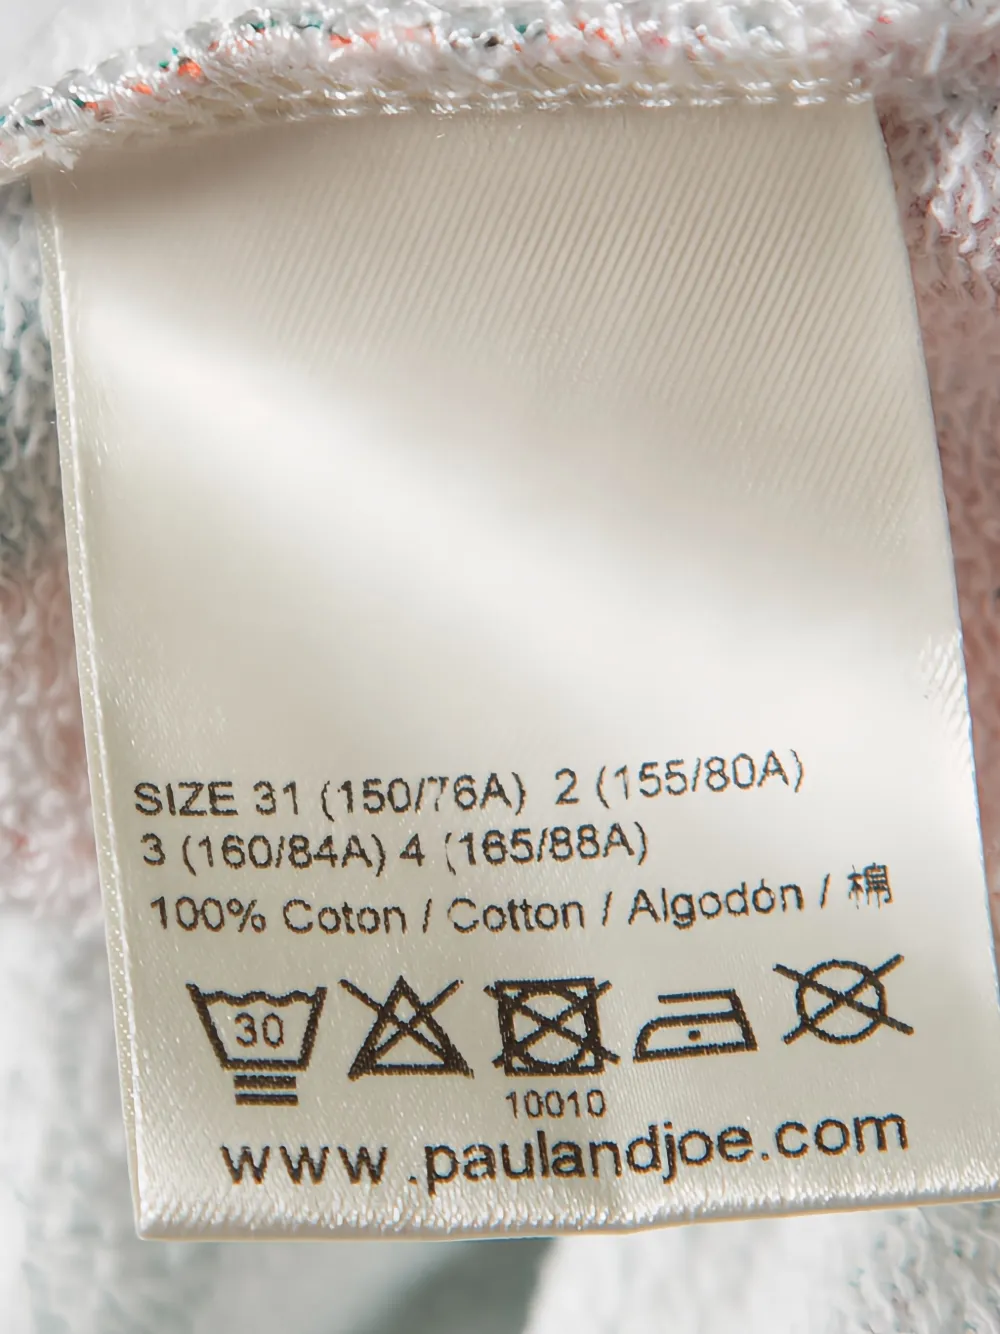 SIZE 31 (150/76A) 2 (155/80A)
3 (160/84A) 4 (165/88A)
100% Coton / Cotton / Algodón / 棉
30
10010
www.paulandjoe.com